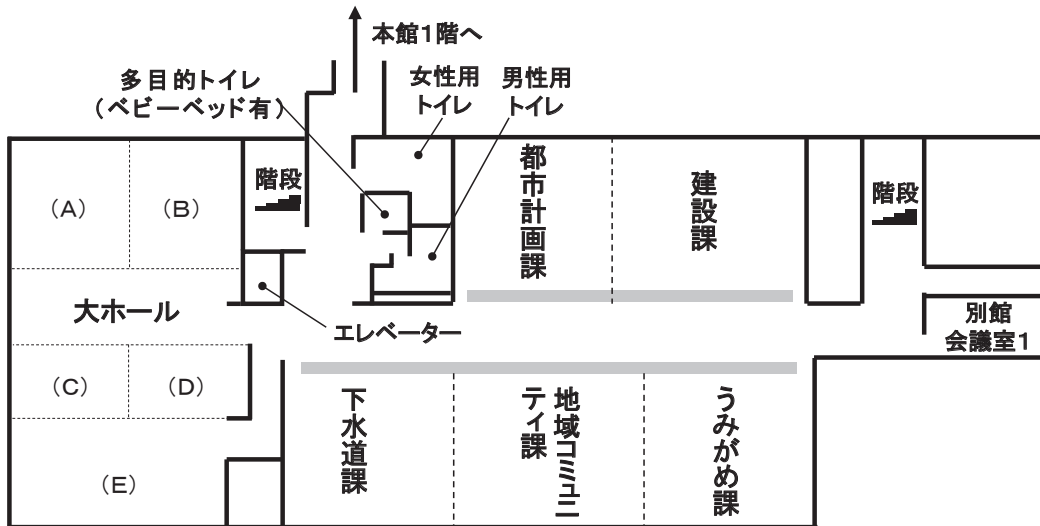 本館1階へ
多目的トイレ
（ベビーベッド有）
女性用
トイレ
男性用
トイレ
階段
（A）
（B）
都市計画課
建設課
階段
大ホール
エレベーター
別館
会議室1
（C）
（D）
（E）
下水道課
地域コミュニ
ティ課
うみがめ課